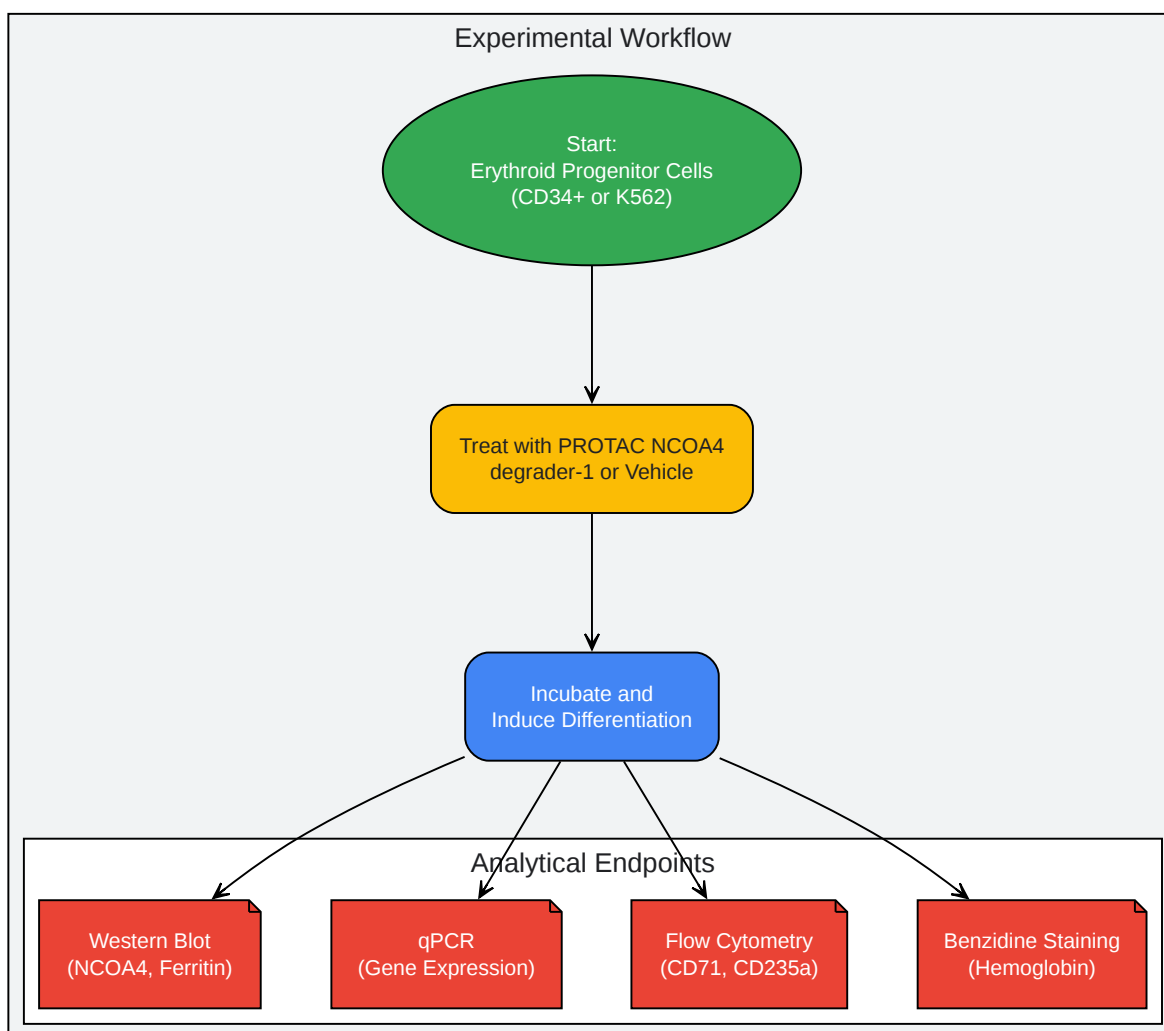 Experimental Workflow
Start:
Erythroid Progenitor Cells
(CD34+ or K562)
Treat with PROTAC NCOA4
degrader-1 or Vehicle
Incubate and
Induce Differentiation
Analytical Endpoints
Western Blot
(NCOA4, Ferritin)
qPCR
(Gene Expression)
Flow Cytometry
(CD71, CD235a)
Benzidine Staining
(Hemoglobin)